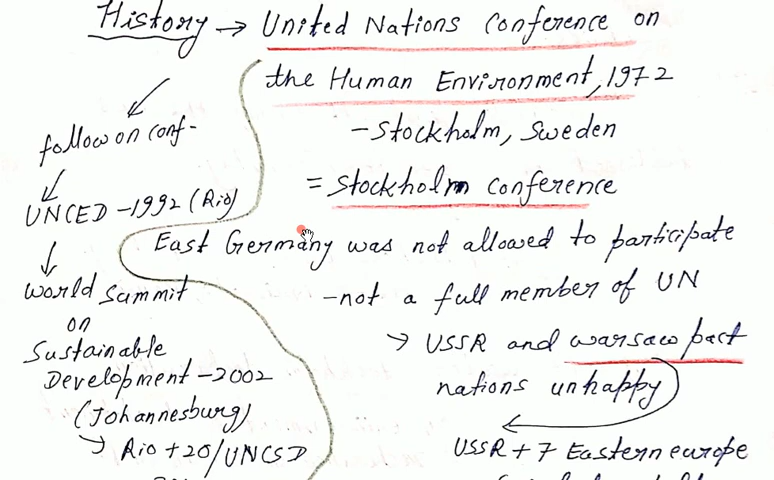 History → United Nations Conference on
the Human Environment, 1972
- Stockholm, Sweden
= Stockholm Conference
East Germany was not allowed to participate
- not a full member of UN
→ USSR and warsaw pact
nations unhappy
USSR + 7 Eastern europe
follow on conf-
UNCED - 1992 (Rio)
World Summit
on
Sustainable
Development - 2002
(Johannesburg)
→ Rio +20/UNCSD